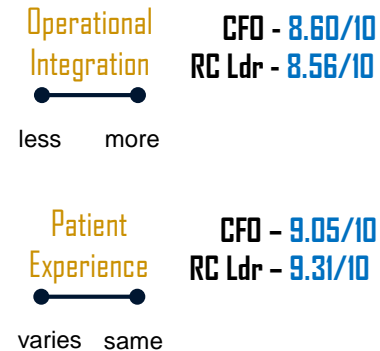 Operational
Integration
CFO - 8.60/10
RC Ldr - 8.56/10
less more
Patient
Experience
CFO – 9.05/10
RC Ldr – 9.31/10
varies same